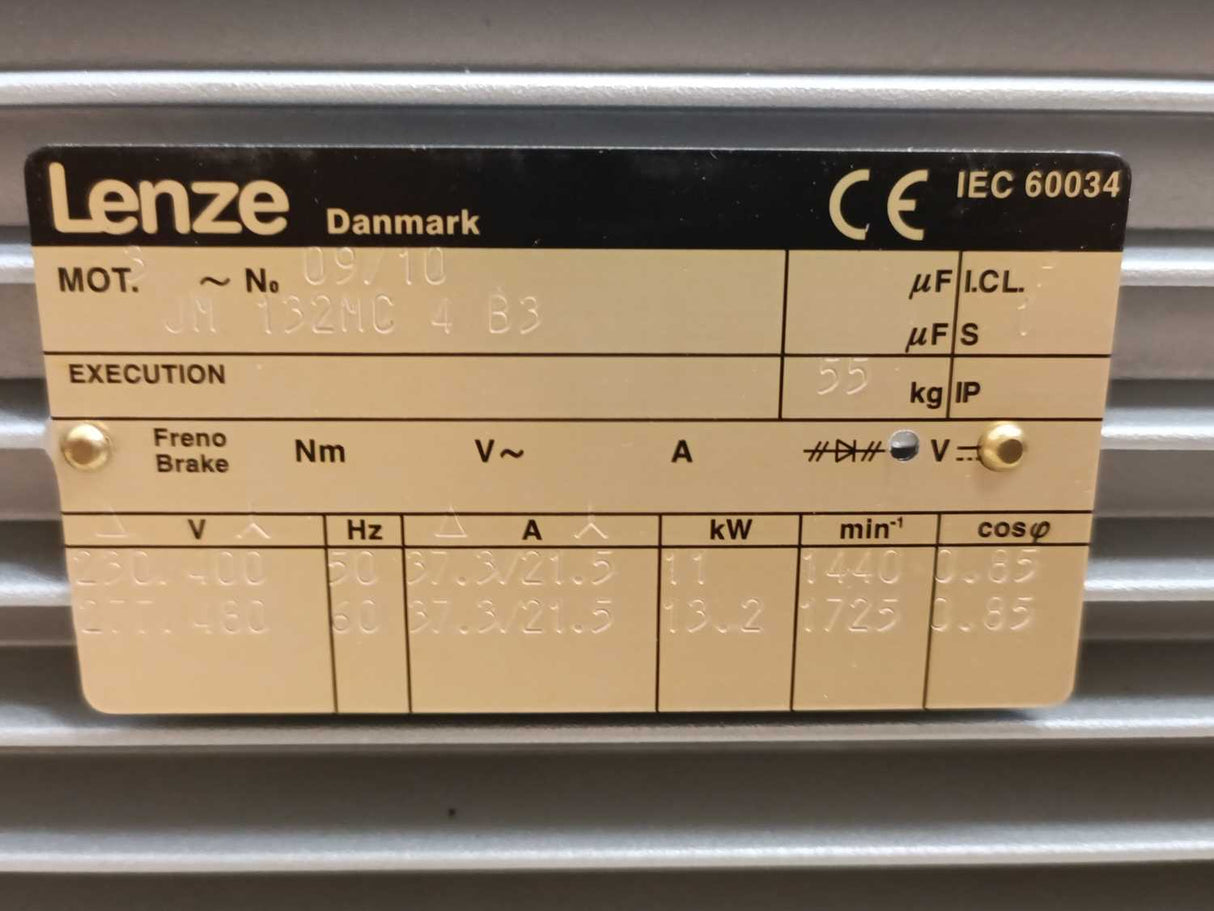 Lenze Danmark CE IEC 60034
MOT. 3 ~ No 09/10 µF I.CL.
JM 132MC 4 B3 µF S 1
EXECUTION 55 kg IP
Freno Brake Nm V~ A V
Δ V A Hz Δ A kW min-1 cosφ
230/400 50 37.3/21.5 11 1440 0.85
277/480 60 37.3/21.5 13.2 1725 0.85